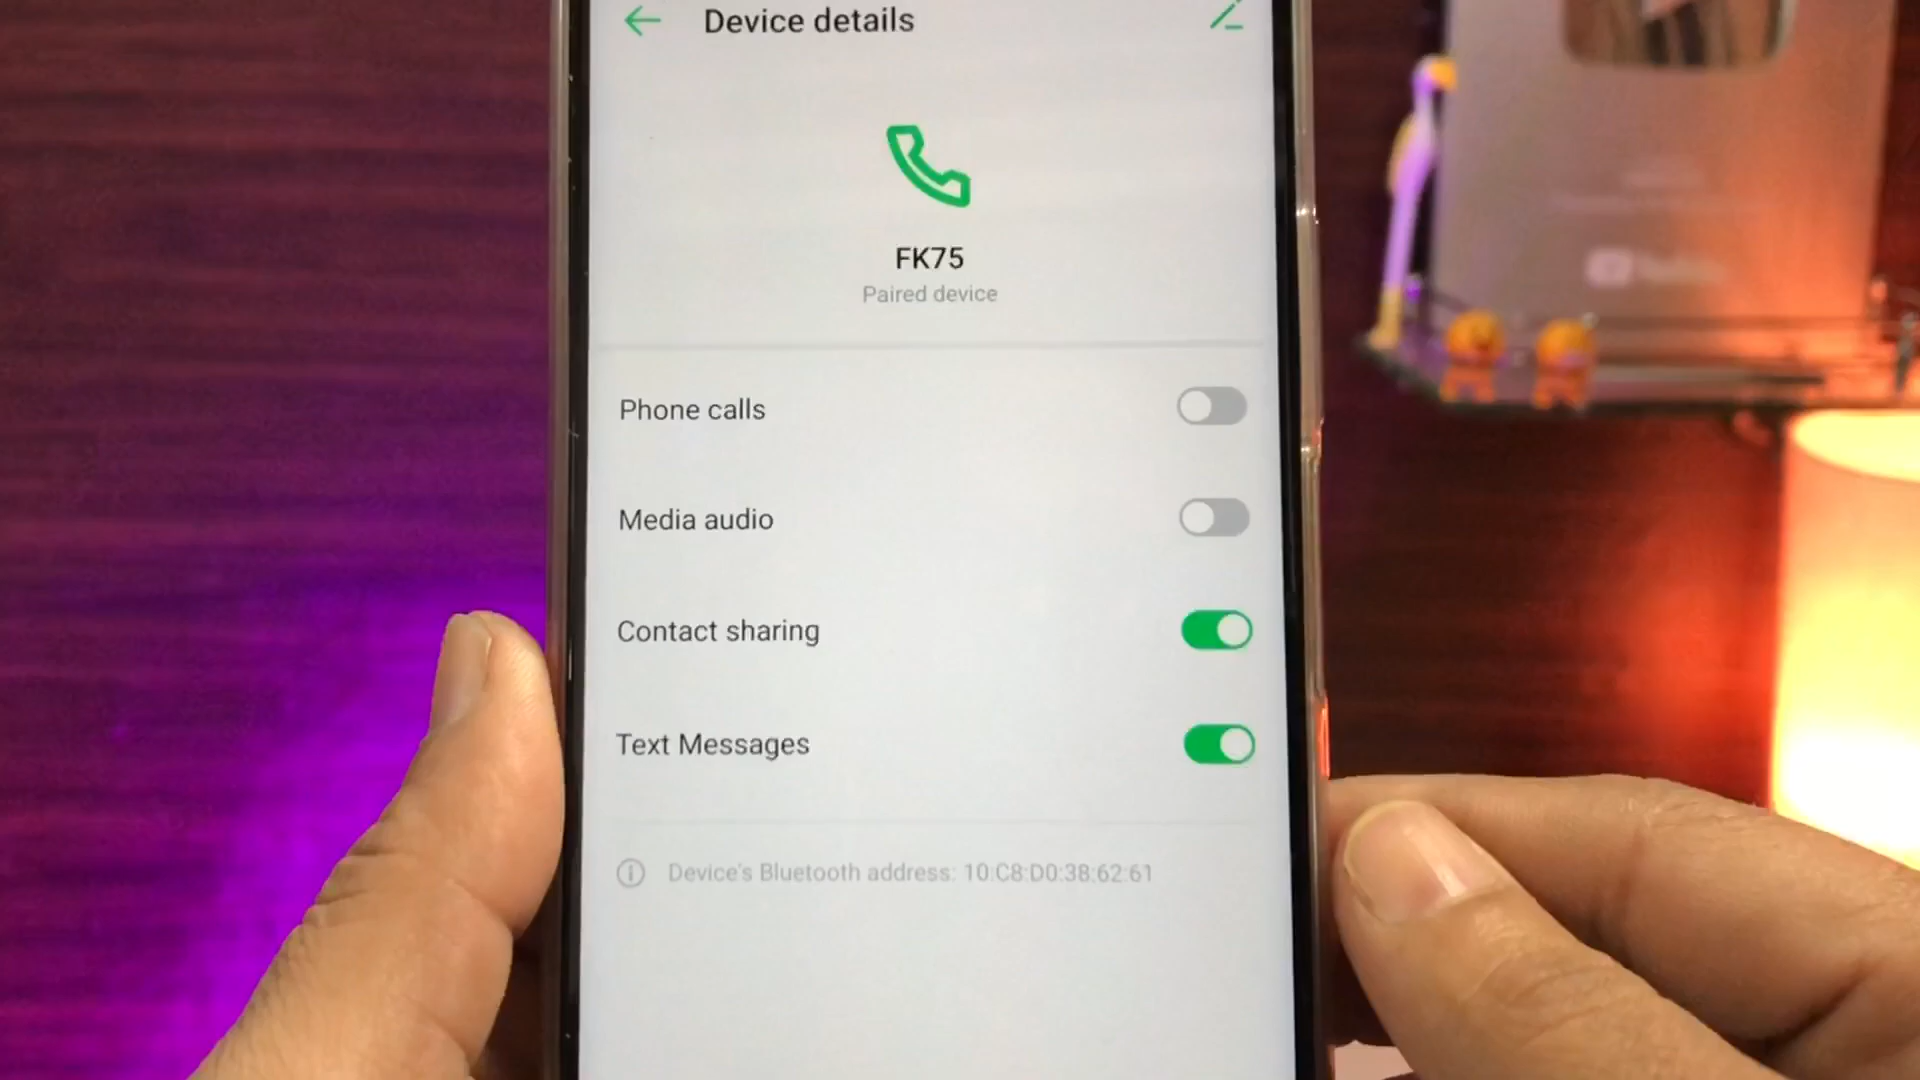 Device details
FK75
Paired device
Phone calls
Media audio
Contact sharing
Text Messages
Device's Bluetooth address: 10:C8:D0:38:62:61